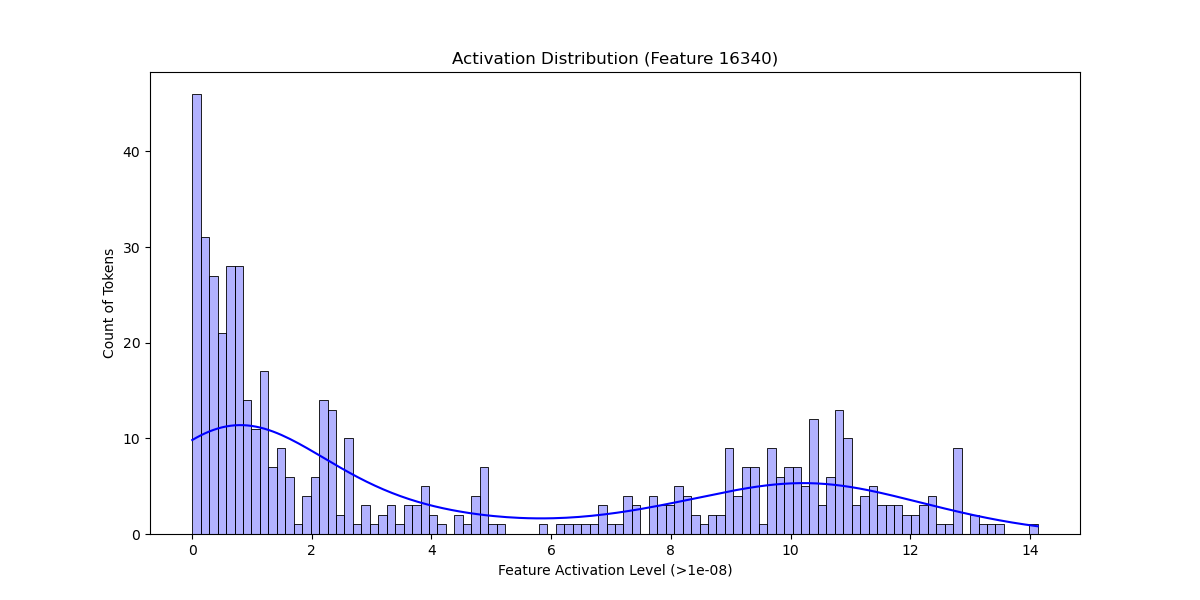 Activation Distribution (Feature 16340)
Count of Tokens
40
30
20
10
0
0 2 4 6 8 10 12 14
Feature Activation Level (>1e-08)